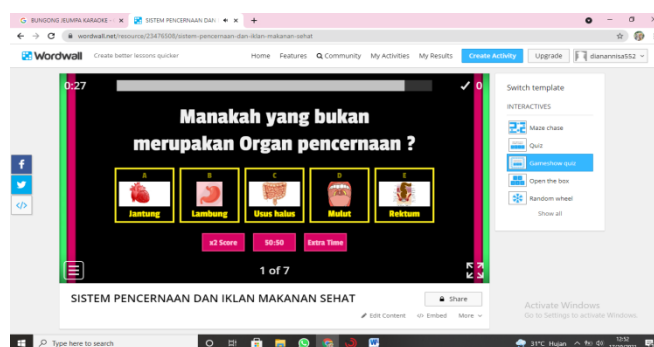 BUNGONG JEUMPA KARAOKE -
SISTEM PENCERNAAN DAN
wordwall.net/resource/23476508/sistem-pencernaan-dan-iklan-makanan-sehat
Wordwall
Create better lessons quicker
Home Features Community My Activities My Results Create Activity Upgrade dianannisa552
0:27
0
Manakah yang bukan
merupakan Organ pencernaan ?
A B C D E
Jantung Lambung Usus halus Mulut Rektum
x2 Score 50:50 Extra Time
1 of 7
Switch template
INTERACTIVES
Maze chase
Quiz
Gameshow quiz
Open the box
Random wheel
Show all
SISTEM PENCERNAAN DAN IKLAN MAKANAN SEHAT
Share
Edit Content Embed More
Activate Windows
Go to Settings to activate Windows.
Type here to search
31°C Hujan
12:52